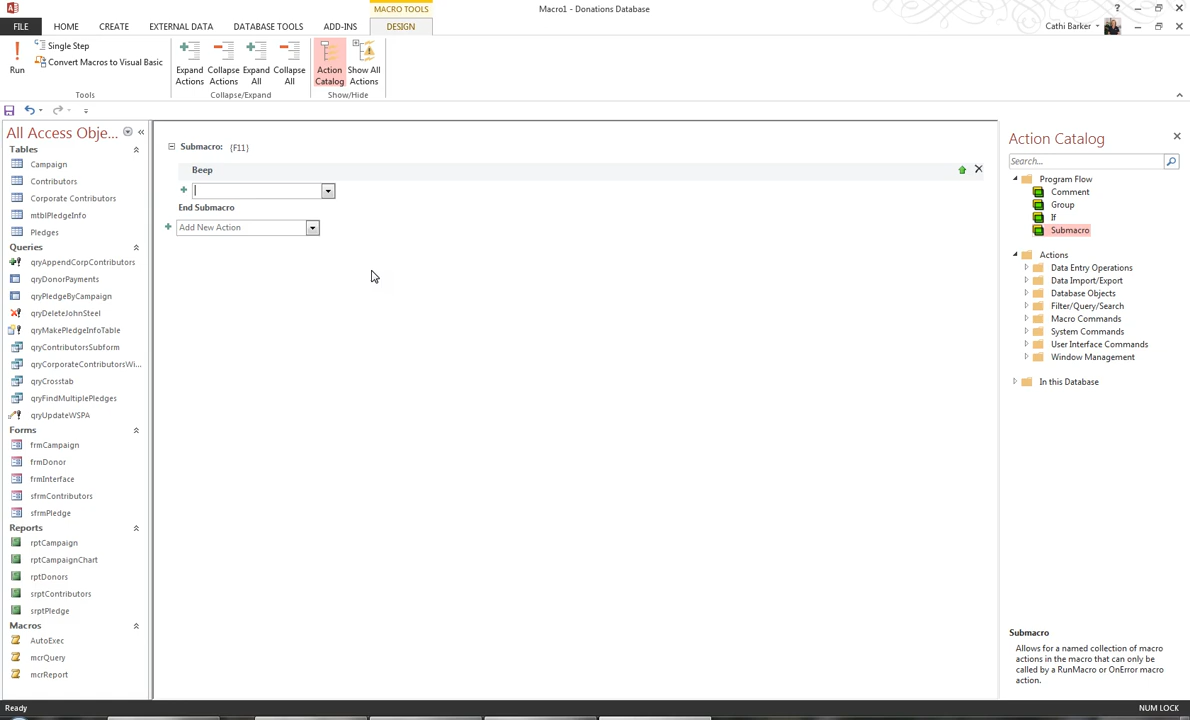 MACRO TOOLS
Macro1 - Donations Database
?
FILE HOME CREATE EXTERNAL DATA DATABASE TOOLS ADD-INS DESIGN
Cathi Barker
Run
Single Step
Convert Macros to Visual Basic
Tools
Expand Actions
Collapse Actions
Expand All
Collapse All
Collapse/Expand
Action Catalog
Show All Actions
Show/Hide
All Access Obje...
Tables
Campaign
Contributors
Corporate Contributors
mtblPledgeInfo
Pledges
Queries
qryAppendCorpContributors
qryDonorPayments
qryPledgeByCampaign
qryDeleteJohnSteel
qryMakePledgeInfoTable
qryContributorsSubform
qryCorporateContributorsWi...
qryCrosstab
qryFindMultiplePledges
qryUpdateWSPA
Forms
frmCampaign
frmDonor
frmInterface
sfrmContributors
sfrmPledge
Reports
rptCampaign
rptCampaignChart
rptDonors
srptContributors
srptPledge
Macros
AutoExec
mcrQuery
mcrReport
Submacro: {F11}
Beep
End Submacro
Add New Action
Action Catalog
Search...
Program Flow
Comment
Group
If
Submacro
Actions
Data Entry Operations
Data Import/Export
Database Objects
Filter/Query/Search
Macro Commands
System Commands
User Interface Commands
Window Management
In this Database
Submacro
Allows for a named collection of macro
actions in the macro that can only be
called by a RunMacro or OnError macro
action.
Ready
NUM LOCK